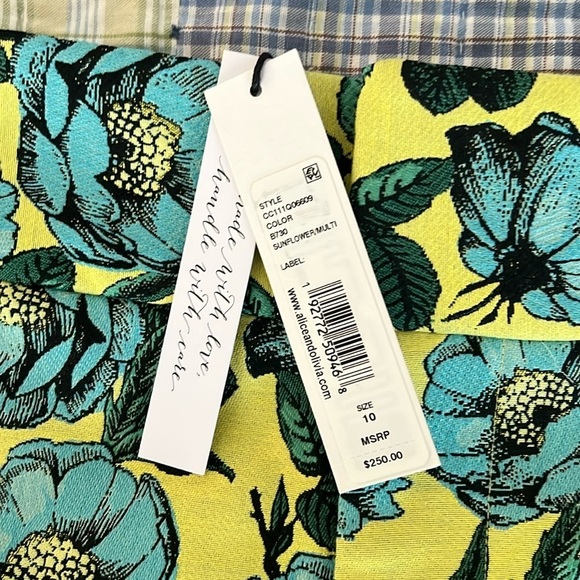 made with love.
handle with care.
STYLE
CC111Q06609
COLOR
B730
SUNFLOWER/MULTI
LABEL:
1 92772 50946 8
www.aliceandolivia.com
SIZE
10
MSRP
$250.00